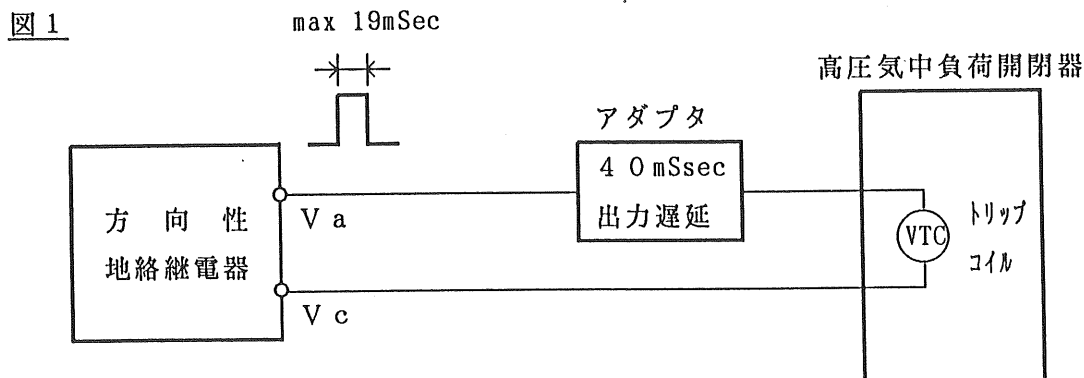 図1
max 19mSec
高圧気中負荷開閉器
アダプタ
40mSsec
出力遅延
方向性
地絡継電器
Va
Vc
VTC
トリップ
コイル